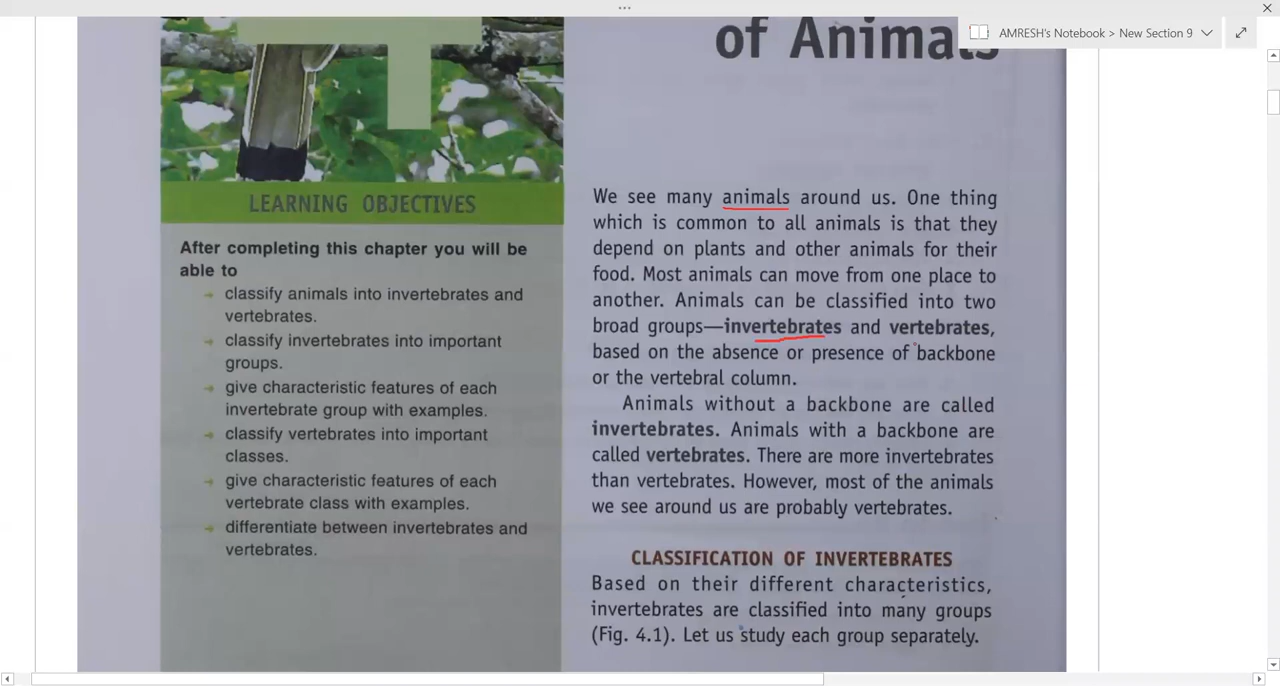 AMRESH's Notebook > New Section 9
of Animals
LEARNING OBJECTIVES
After completing this chapter you will be
able to
classify animals into invertebrates and
vertebrates.
classify invertebrates into important
groups.
give characteristic features of each
invertebrate group with examples.
classify vertebrates into important
classes.
give characteristic features of each
vertebrate class with examples.
differentiate between invertebrates and
vertebrates.
We see many animals around us. One thing
which is common to all animals is that they
depend on plants and other animals for their
food. Most animals can move from one place to
another. Animals can be classified into two
broad groups—invertebrates and vertebrates,
based on the absence or presence of backbone
or the vertebral column.
Animals without a backbone are called
invertebrates. Animals with a backbone are
called vertebrates. There are more invertebrates
than vertebrates. However, most of the animals
we see around us are probably vertebrates.
CLASSIFICATION OF INVERTEBRATES
Based on their different characteristics,
invertebrates are classified into many groups
(Fig. 4.1). Let us study each group separately.